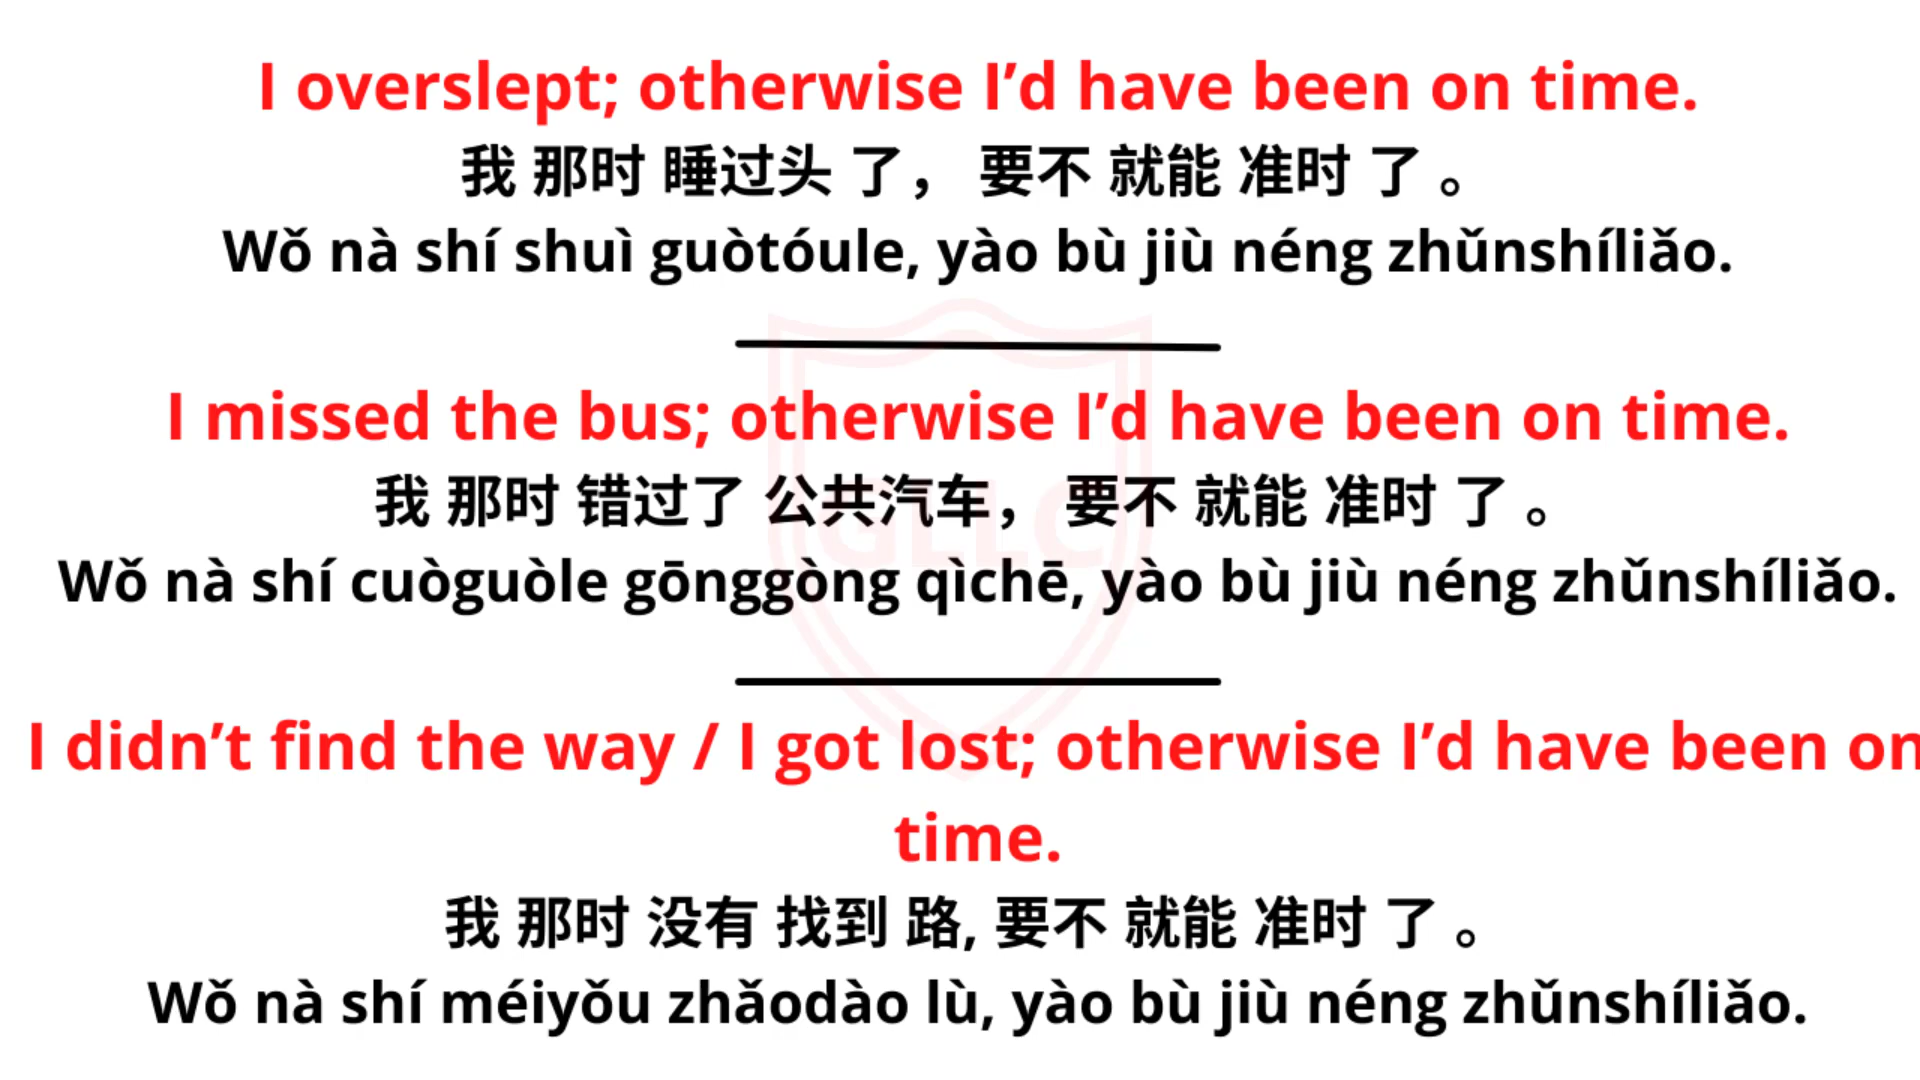 I overslept; otherwise I’d have been on time.
我 那时 睡过头 了， 要不 就能 准时 了 。
Wǒ nà shí shuì guòtóule, yào bù jiù néng zhǔnshíliǎo.
I missed the bus; otherwise I’d have been on time.
我 那时 错过了 公共汽车， 要不 就能 准时 了 。
GLLC
Wǒ nà shí cuòguòle gōnggòng qìchē, yào bù jiù néng zhǔnshíliǎo.
I didn’t find the way / I got lost; otherwise I’d have been on
time.
我 那时 没有 找到 路, 要不 就能 准时 了 。
Wǒ nà shí méiyǒu zhǎodào lù, yào bù jiù néng zhǔnshíliǎo.